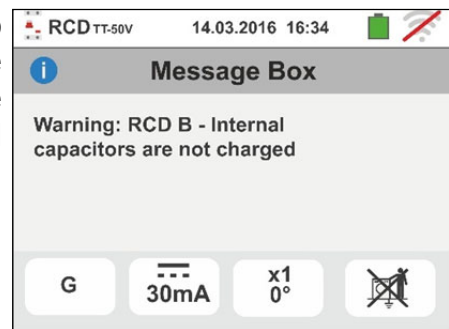 RCD TT-50V 14.03.2016 16:34
Message Box
Warning: RCD B - Internal
capacitors are not charged
G 30mA x1 0°